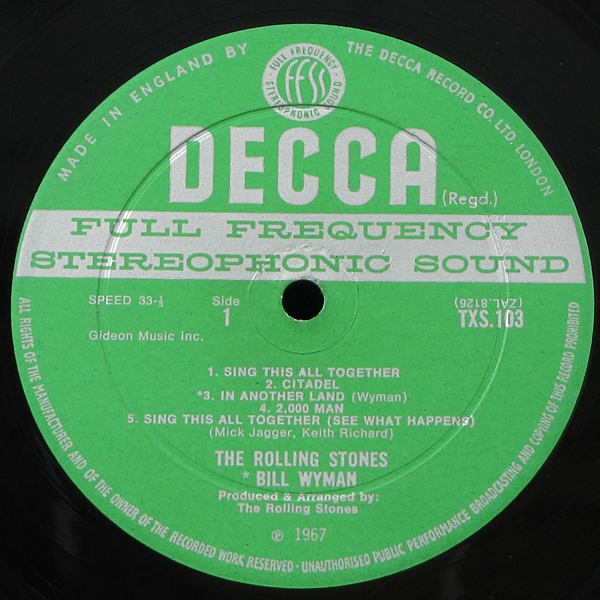 MADE IN ENGLAND BY THE DECCA RECORD CO. LTD. LONDON
FULL FREQUENCY
FFSS
STEREOPHONIC SOUND
DECCA
(Regd.)
FULL FREQUENCY
STEREOPHONIC SOUND
SPEED 33-⅓
Side
1
(ZAL.8126)
TXS.103
Gideon Music Inc.
1. SING THIS ALL TOGETHER
2. CITADEL
*3. IN ANOTHER LAND (Wyman)
4. 2,000 MAN
5. SING THIS ALL TOGETHER (SEE WHAT HAPPENS)
(Mick Jagger, Keith Richard)
THE ROLLING STONES
* BILL WYMAN
Produced & Arranged by:
The Rolling Stones
℗ 1967
ALL RIGHTS OF THE MANUFACTURER AND OF THE OWNER OF THE RECORDED WORK RESERVED · UNAUTHORISED PUBLIC PERFORMANCE BROADCASTING AND COPYING OF THIS RECORD PROHIBITED